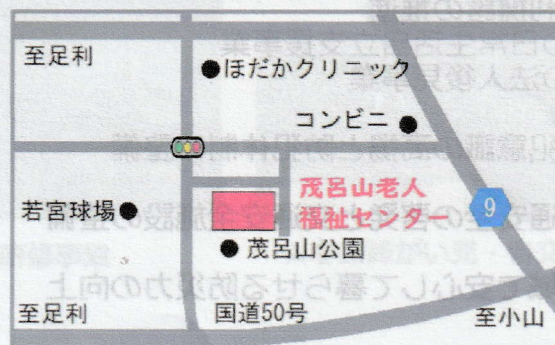 至足利
ほだかクリニック
コンビニ
茂呂山老人
福祉センター
9
若宮球場
茂呂山公園
至足利
国道50号
至小山